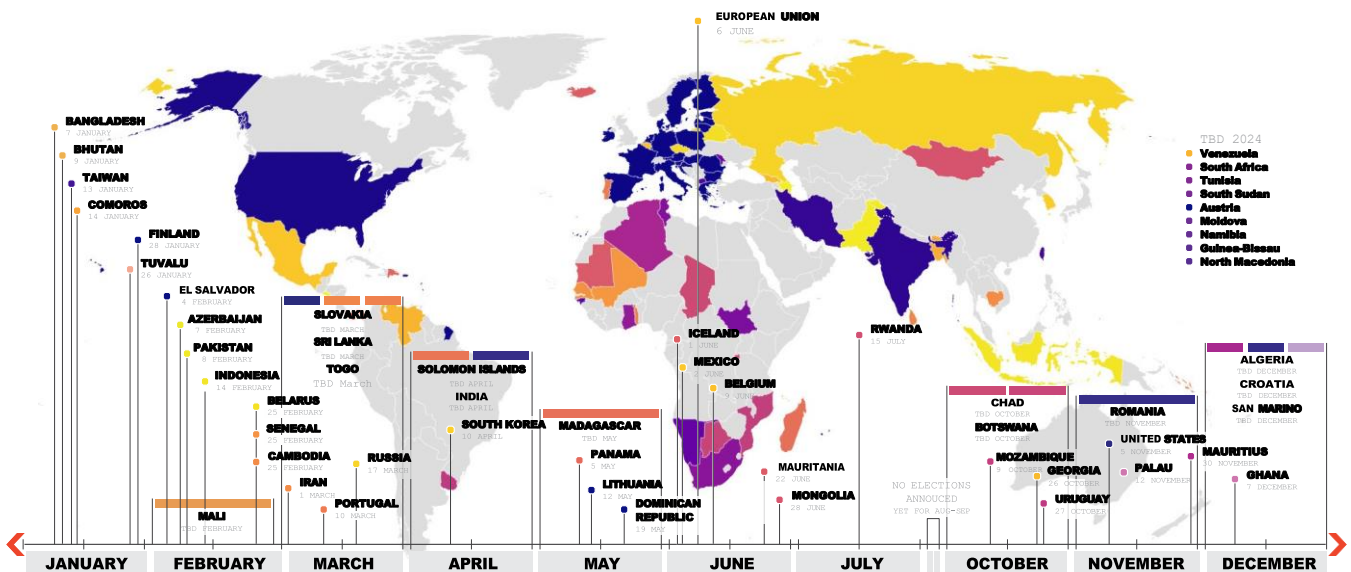 EUROPEAN UNION
6 JUNE
BANGLADESH
7 JANUARY
BHUTAN
9 JANUARY
TAIWAN
13 JANUARY
COMOROS
14 JANUARY
FINLAND
28 JANUARY
TUVALU
26 JANUARY
EL SALVADOR
4 FEBRUARY
AZERBAIJAN
7 FEBRUARY
PAKISTAN
8 FEBRUARY
INDONESIA
14 FEBRUARY
BELARUS
25 FEBRUARY
SENEGAL
25 FEBRUARY
CAMBODIA
25 FEBRUARY
MALI
TBD FEBRUARY
SLOVAKIA
TBD MARCH
SRI LANKA
TBD MARCH
TOGO
TBD March
IRAN
1 MARCH
PORTUGAL
10 MARCH
RUSSIA
17 MARCH
SOLOMON ISLANDS
TBD APRIL
INDIA
TBD APRIL
SOUTH KOREA
10 APRIL
MADAGASCAR
TBD MAY
PANAMA
5 MAY
LITHUANIA
12 MAY
DOMINICAN
REPUBLIC
19 MAY
ICELAND
1 JUNE
MEXICO
2 JUNE
BELGIUM
9 JUNE
MAURITANIA
22 JUNE
MONGOLIA
28 JUNE
RWANDA
15 JULY
NO ELECTIONS
ANNOUCED
YET FOR AUG-SEP
CHAD
TBD OCTOBER
BOTSWANA
TBD OCTOBER
MOZAMBIQUE
9 OCTOBER
GEORGIA
26 OCTOBER
URUGUAY
27 OCTOBER
ROMANIA
TBD NOVEMBER
UNITED STATES
5 NOVEMBER
PALAU
12 NOVEMBER
MAURITIUS
30 NOVEMBER
ALGERIA
TBD DECEMBER
CROATIA
TBD DECEMBER
SAN MARINO
TBD DECEMBER
GHANA
7 DECEMBER
TBD 2024
Venezuela
South Africa
Tunisia
South Sudan
Austria
Moldova
Namibia
Guinea-Bissau
North Macedonia
JANUARY
FEBRUARY
MARCH
APRIL
MAY
JUNE
JULY
OCTOBER
NOVEMBER
DECEMBER